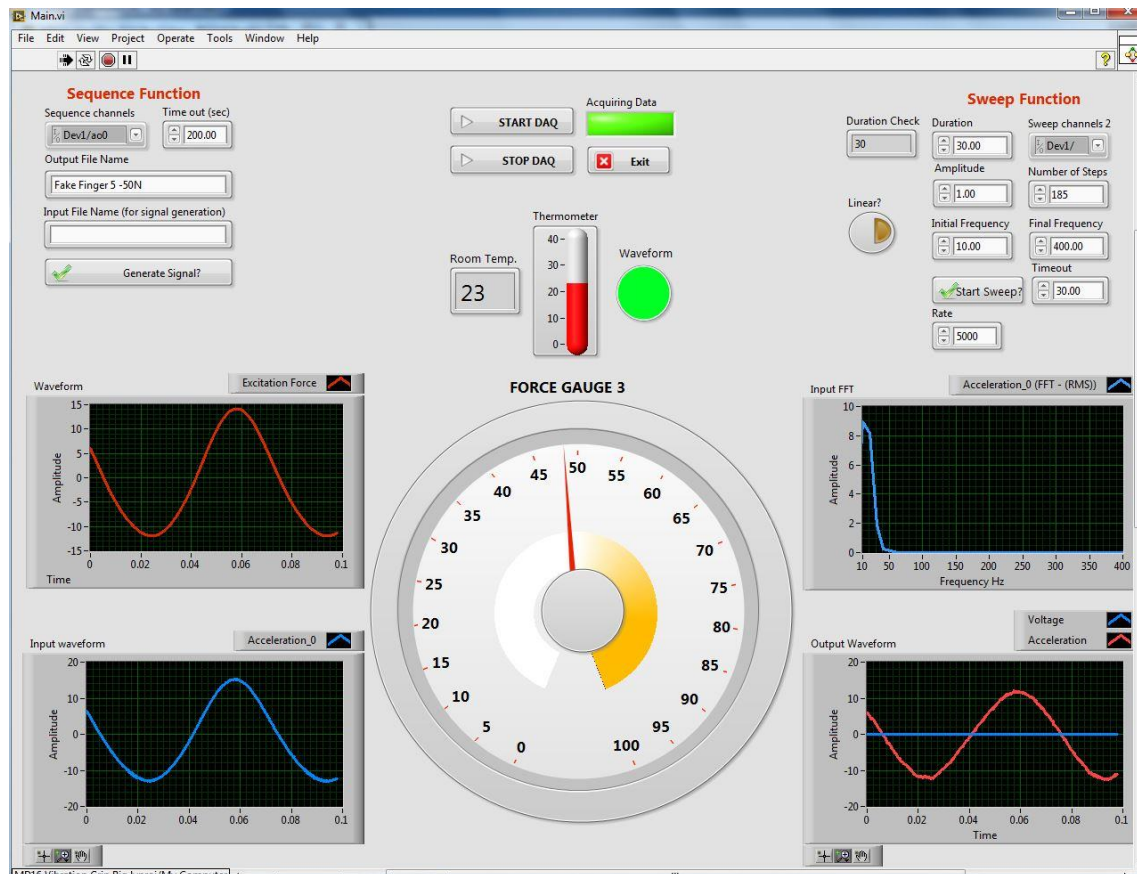 Main.vi
File Edit View Project Operate Tools Window Help
Sequence Function
Sequence channels
Time out (sec)
Dev1/ao0
200.00
Output File Name
Fake Finger 5 -50N
Input File Name (for signal generation)
Generate Signal?
START DAQ
Acquiring Data
STOP DAQ
Exit
Room Temp.
23
Thermometer
40
30
20
10
0
Waveform
Sweep Function
Duration Check
30
Duration
30.00
Sweep channels 2
Dev1/
Amplitude
1.00
Number of Steps
185
Linear?
Initial Frequency
10.00
Final Frequency
400.00
Timeout
Start Sweep?
30.00
Rate
5000
Waveform
Excitation Force
15
10
5
0
-5
-10
-15
Amplitude
0 0.02 0.04 0.06 0.08 0.1
Time
FORCE GAUGE 3
0
5
10
15
20
25
30
35
40
45
50
55
60
65
70
75
80
85
90
95
100
Input FFT
Acceleration_0 (FFT - (RMS))
10
8
6
4
2
0
Amplitude
10 50 100 150 200 250 300 350 400
Frequency Hz
Input waveform
Acceleration_0
20
10
0
-10
-20
Amplitude
0 0.02 0.04 0.06 0.08 0.1
Voltage
Acceleration
Output Waveform
20
10
0
-10
-20
Amplitude
0 0.02 0.04 0.06 0.08 0.1
Time